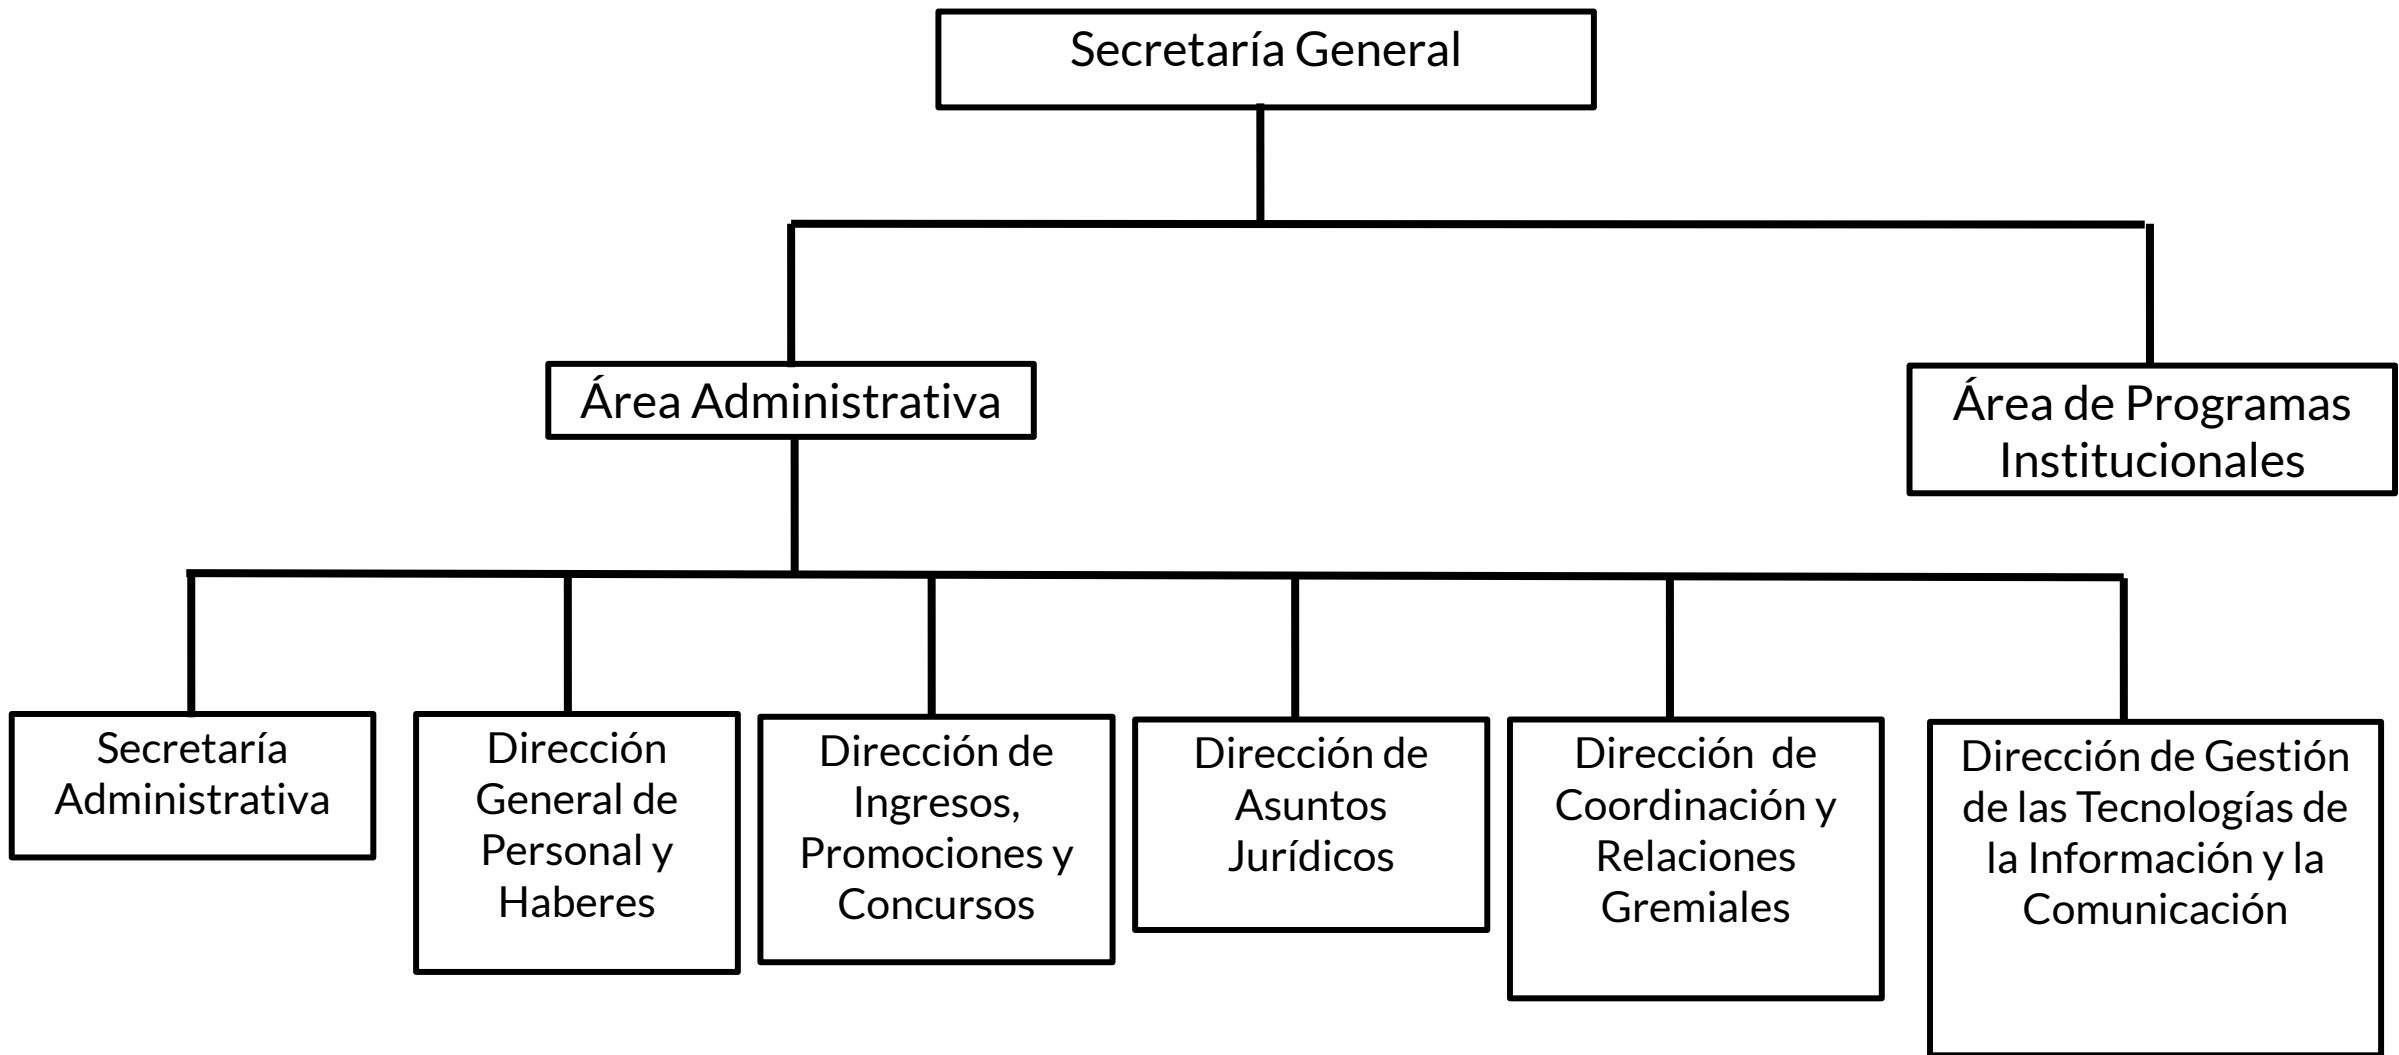 Secretaría General
Área Administrativa
Área de Programas
Institucionales
Secretaría
Administrativa
Dirección
General de
Personal y
Haberes
Dirección de
Ingresos,
Promociones y
Concursos
Dirección de
Asuntos
Jurídicos
Dirección de
Coordinación y
Relaciones
Gremiales
Dirección de Gestión
de las Tecnologías de
la Información y la
Comunicación